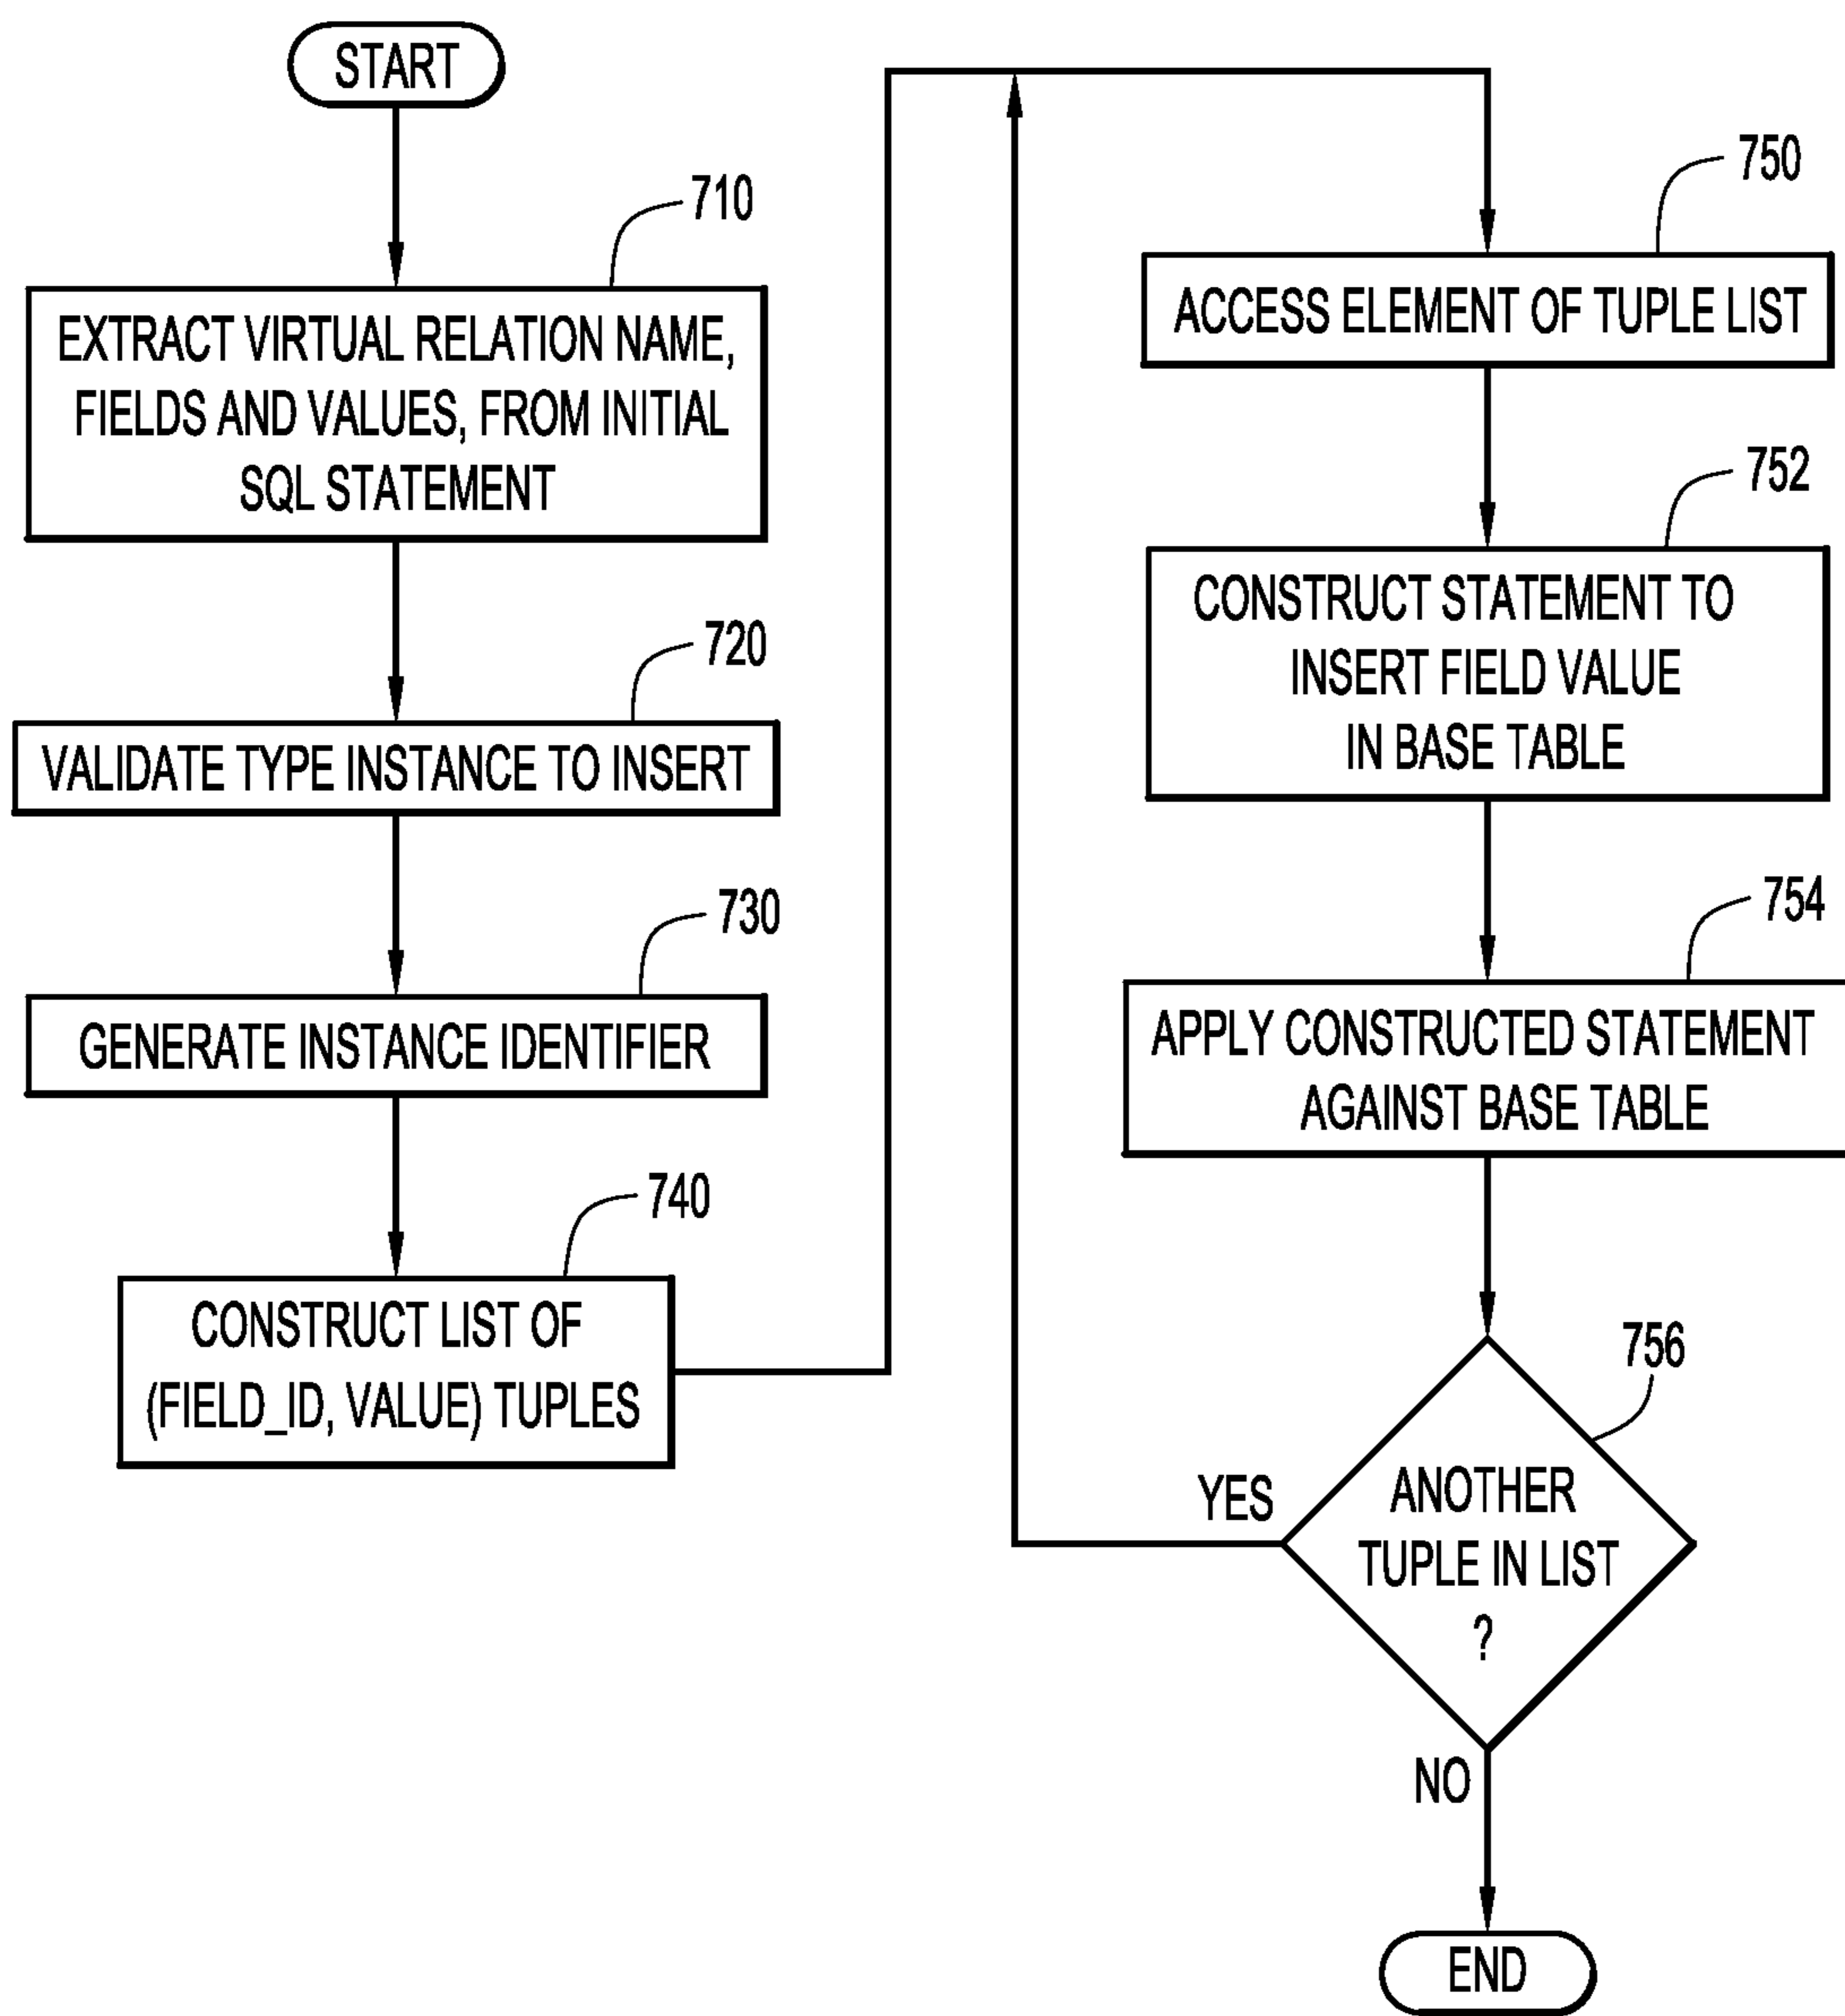 START
710
EXTRACT VIRTUAL RELATION NAME,
FIELDS AND VALUES, FROM INITIAL
SQL STATEMENT
720
VALIDATE TYPE INSTANCE TO INSERT
730
GENERATE INSTANCE IDENTIFIER
740
CONSTRUCT LIST OF
(FIELD_ID, VALUE) TUPLES
750
ACCESS ELEMENT OF TUPLE LIST
752
CONSTRUCT STATEMENT TO
INSERT FIELD VALUE
IN BASE TABLE
754
APPLY CONSTRUCTED STATEMENT
AGAINST BASE TABLE
756
YES
ANOTHER
TUPLE IN LIST
?
NO
END